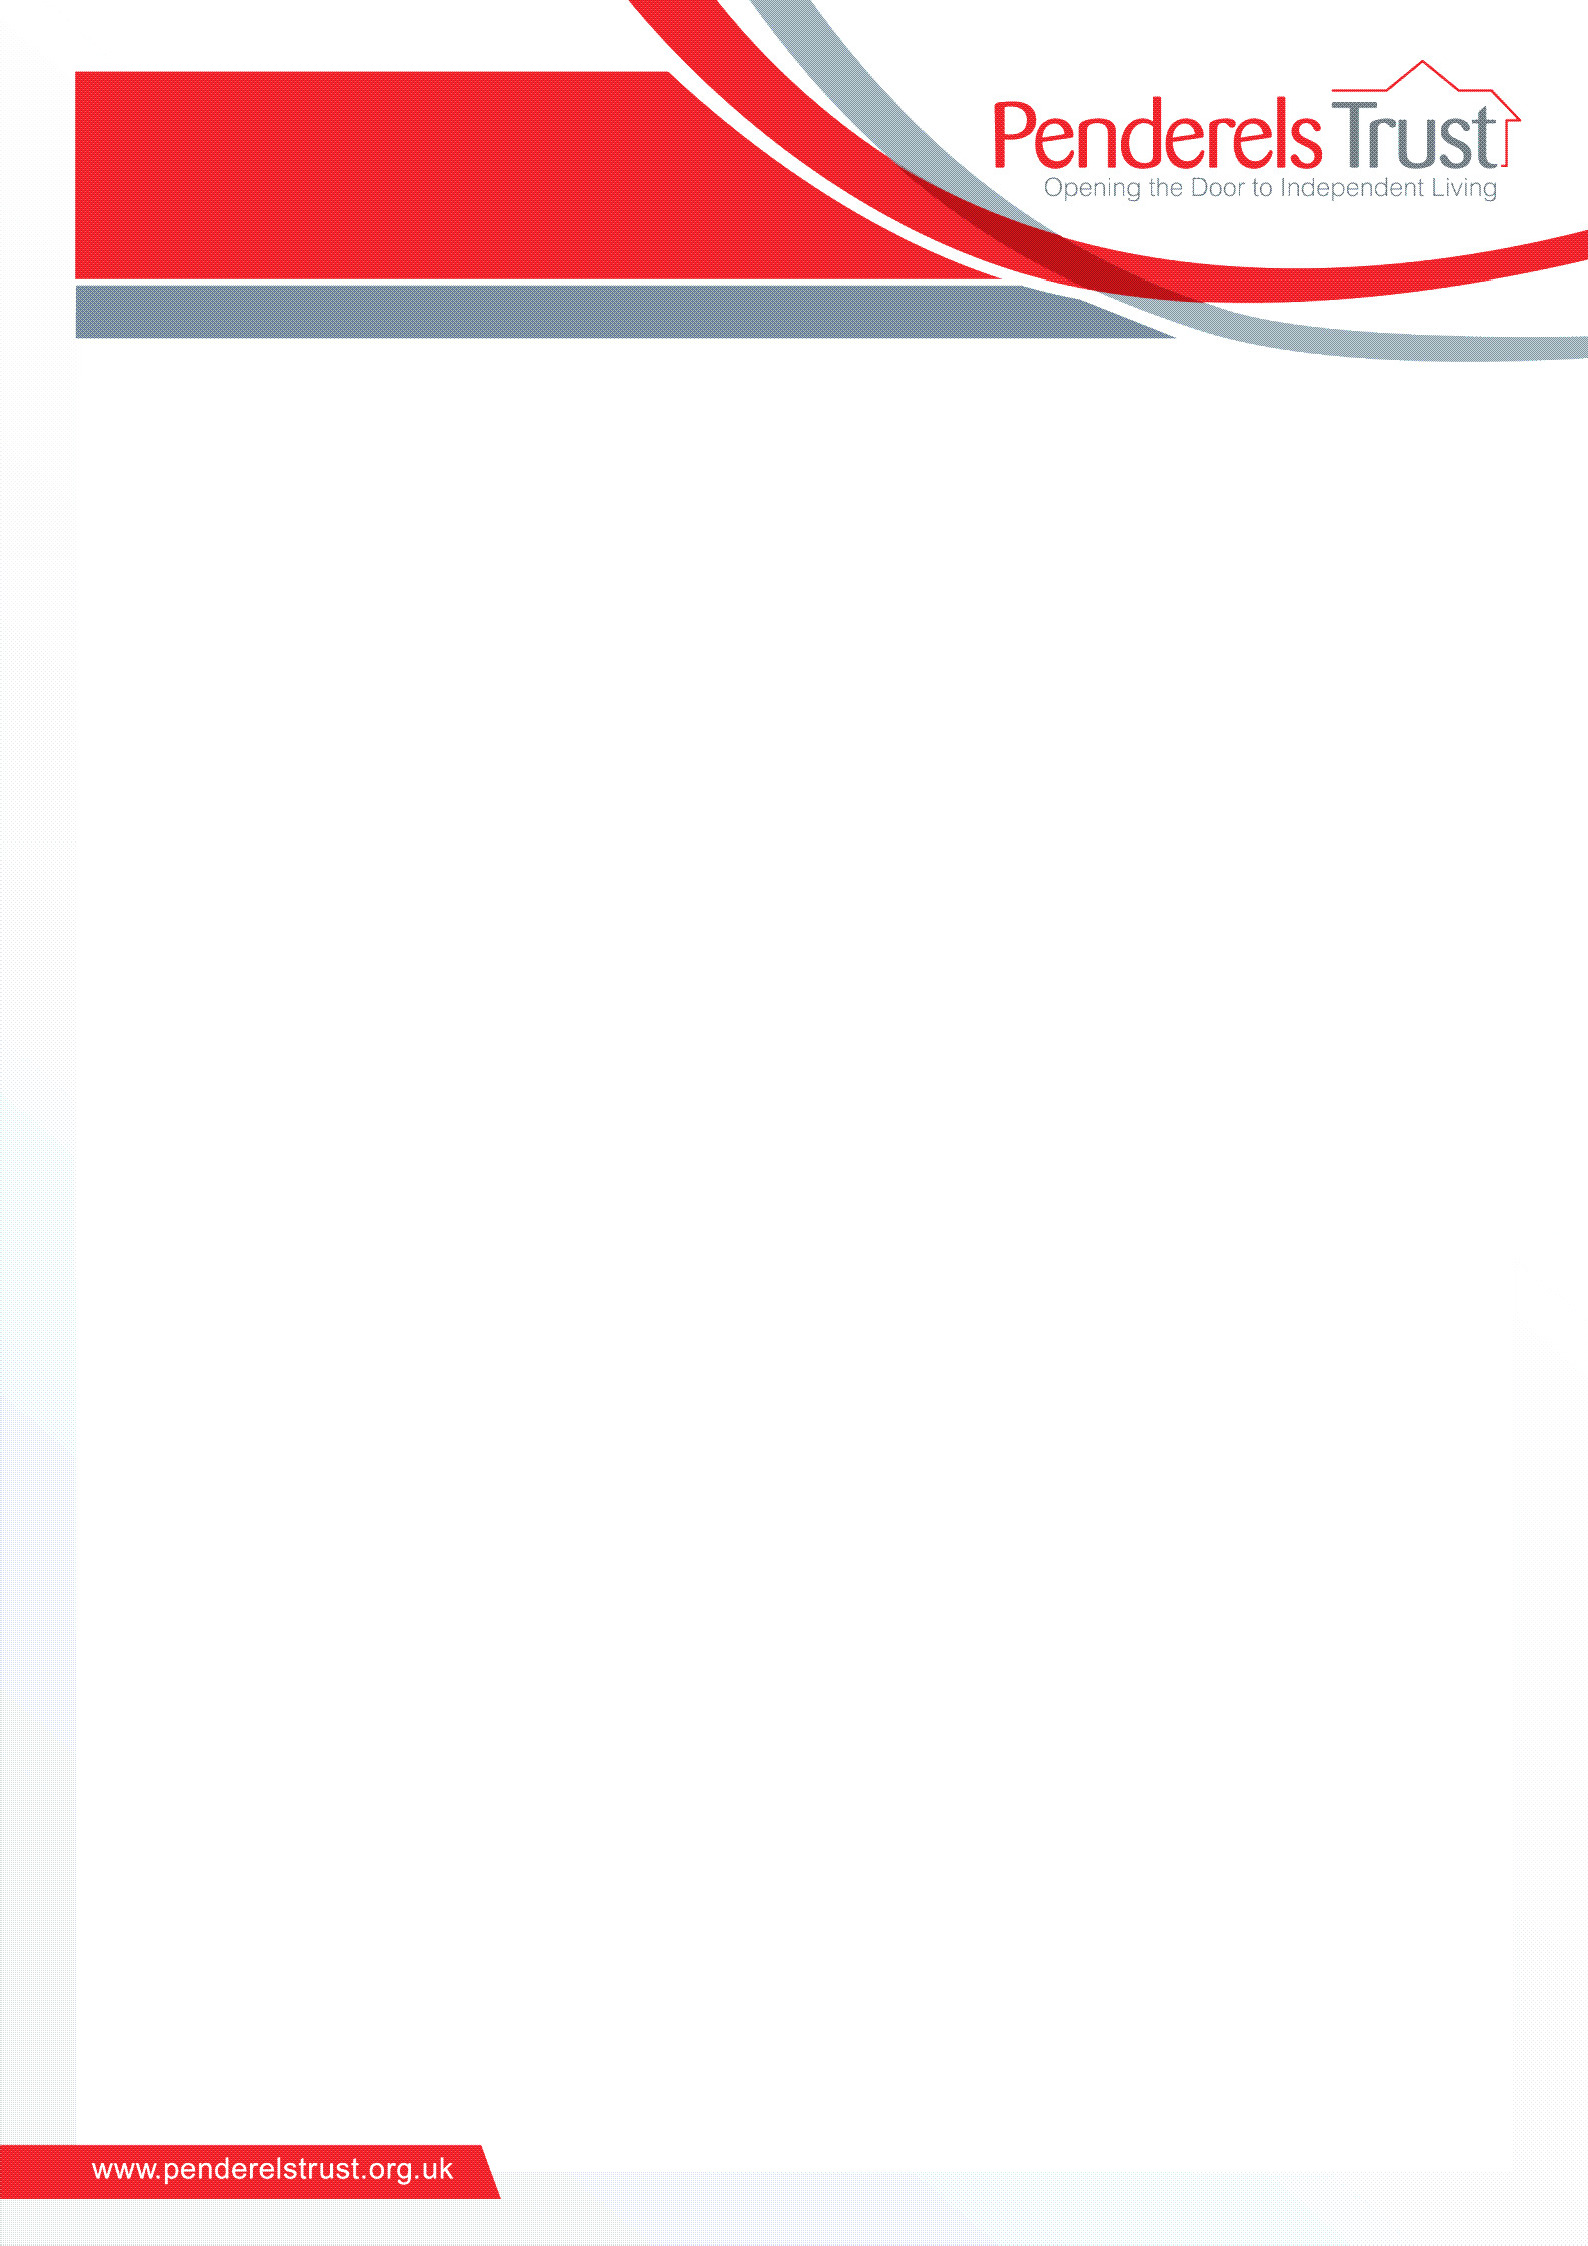 Penderels Trust
Opening the Door to Independent Living
www.penderelstrust.org.uk